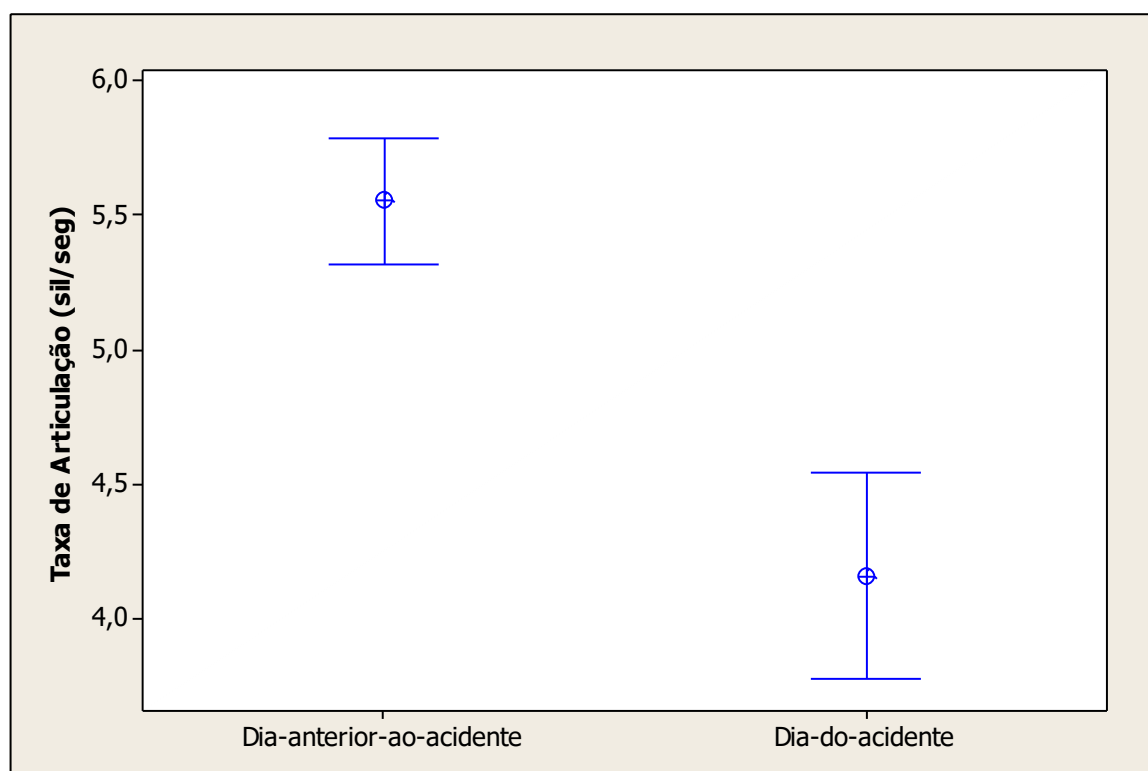 Taxa de Articulação (sil/seg)
6,0
5,5
5,0
4,5
4,0
Dia-anterior-ao-acidente
Dia-do-acidente